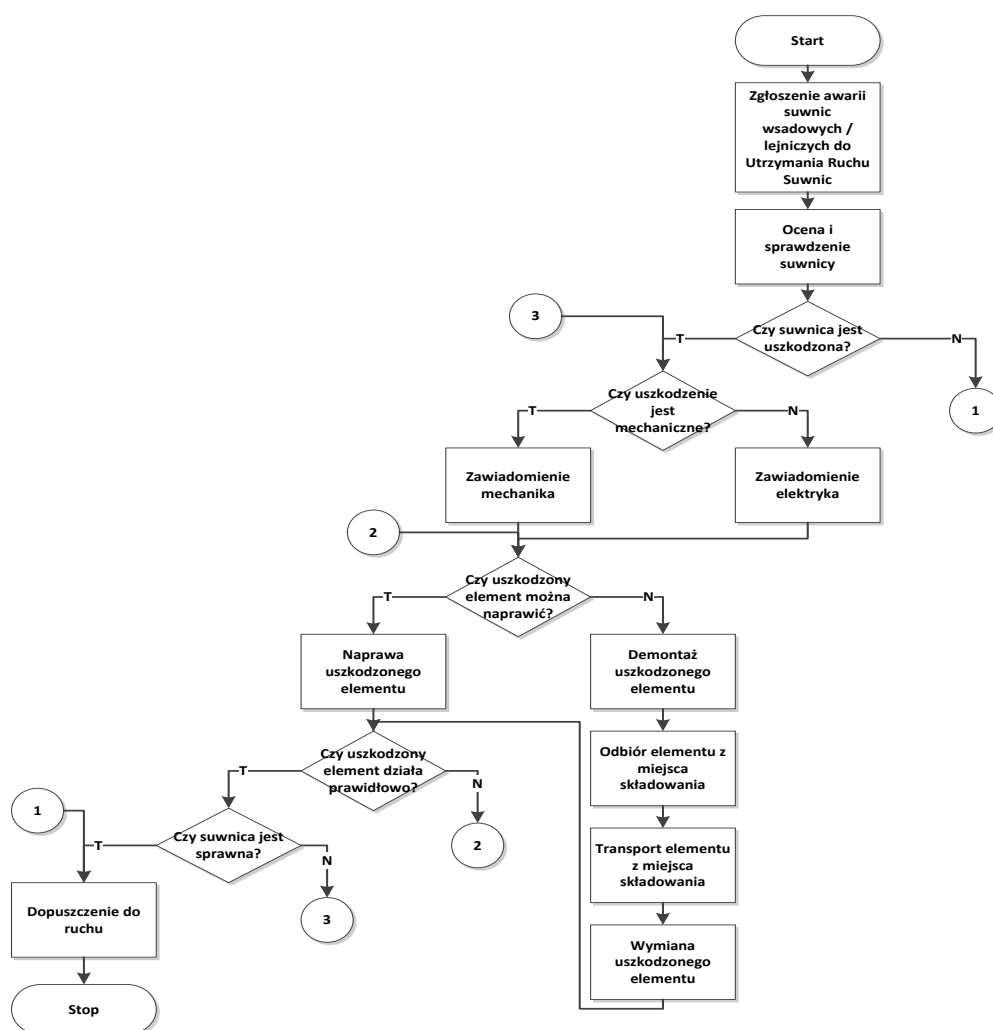 Start
Zgłoszenie awarii
suwnic
wsadowych /
lejniczych do
Utrzymania Ruchu
Suwnic
Ocena i
sprawdzenie
suwnicy
3
Czy suwnica jest
uszkodzona?
T
N
1
Czy uszkodzenie
jest
mechaniczne?
T
N
Zawiadomienie
mechanika
Zawiadomienie
elektryka
2
Czy uszkodzony
element można
naprawić?
T
N
Naprawa
uszkodzonego
elementu
Demontaż
uszkodzonego
elementu
Czy uszkodzony
element działa
prawidłowo?
T
N
Odbiór elementu z
miejsca
składowania
1
2
Czy suwnica jest
sprawna?
T
N
Transport elementu
z miejsca
składowania
Dopuszczenie do
ruchu
3
Wymiana
uszkodzonego
elementu
Stop